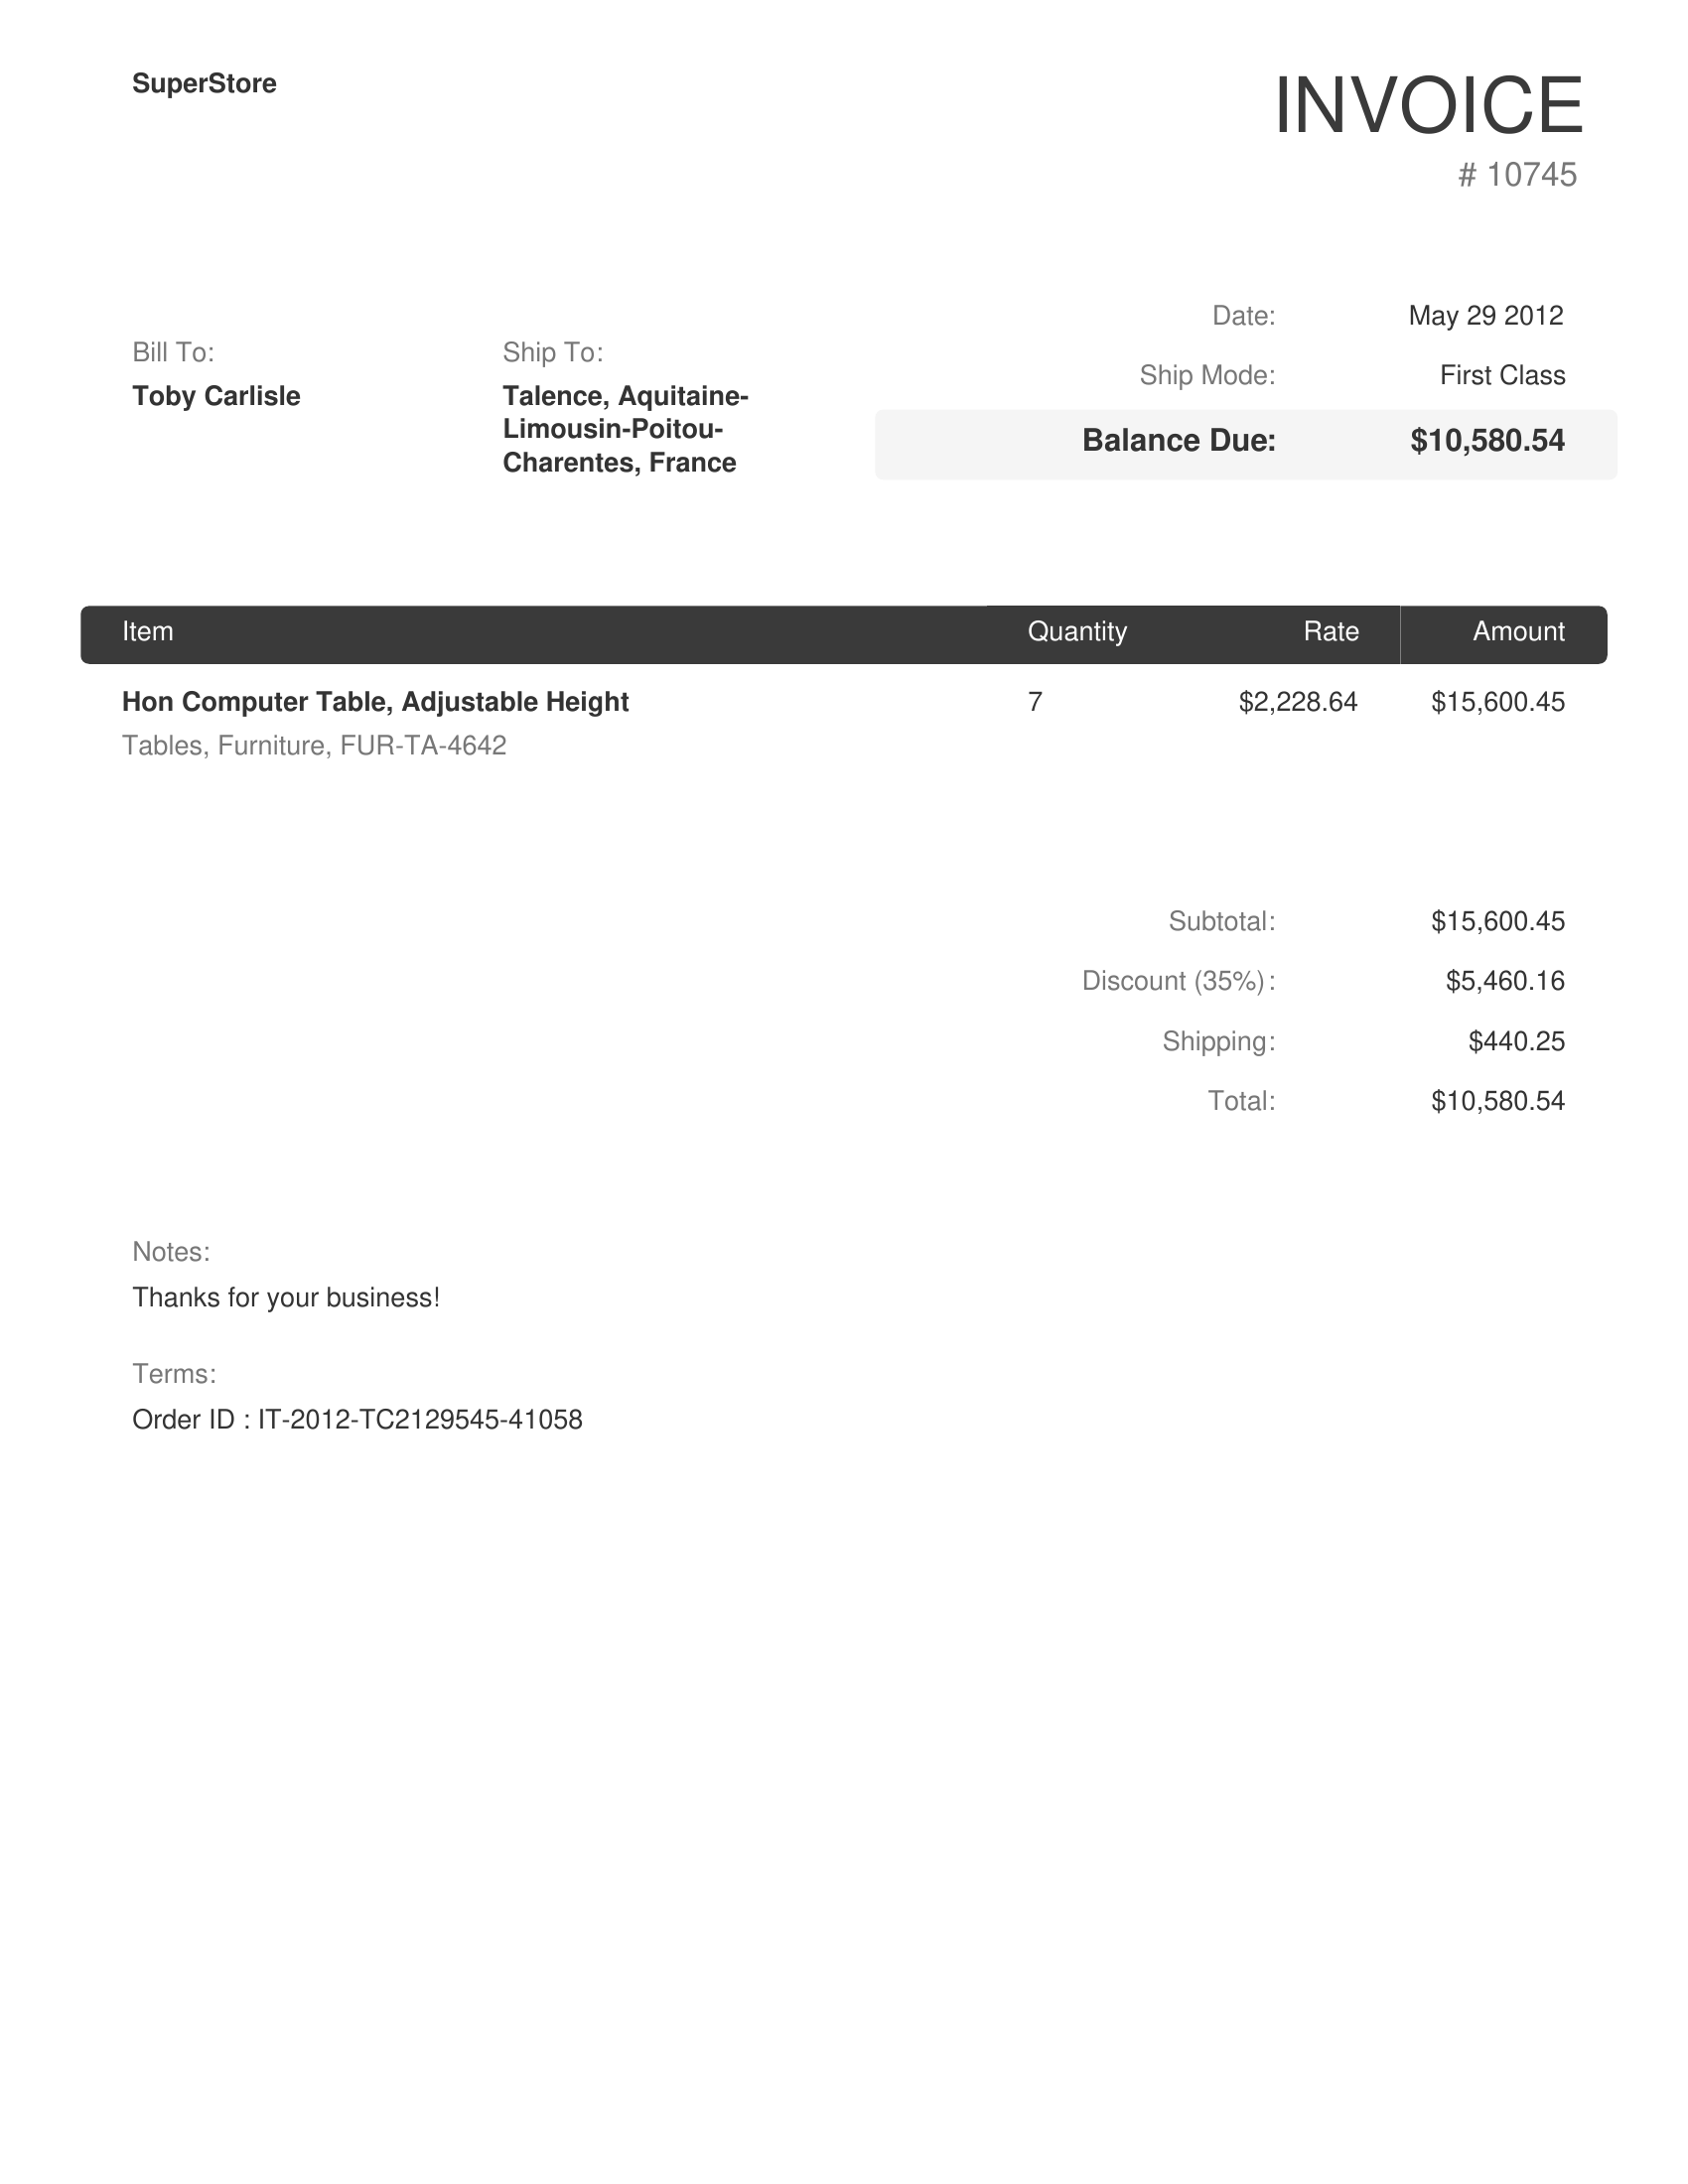 SuperStore
INVOICE
# 10745
Date: May 29 2012
Ship Mode: First Class
Balance Due: $10,580.54
Bill To:
Toby Carlisle
Ship To:
Talence, Aquitaine-
Limousin-Poitou-
Charentes, France
Item Quantity Rate Amount
Hon Computer Table, Adjustable Height 7 $2,228.64 $15,600.45
Tables, Furniture, FUR-TA-4642
Subtotal: $15,600.45
Discount (35%): $5,460.16
Shipping: $440.25
Total: $10,580.54
Notes:
Thanks for your business!
Terms:
Order ID : IT-2012-TC2129545-41058